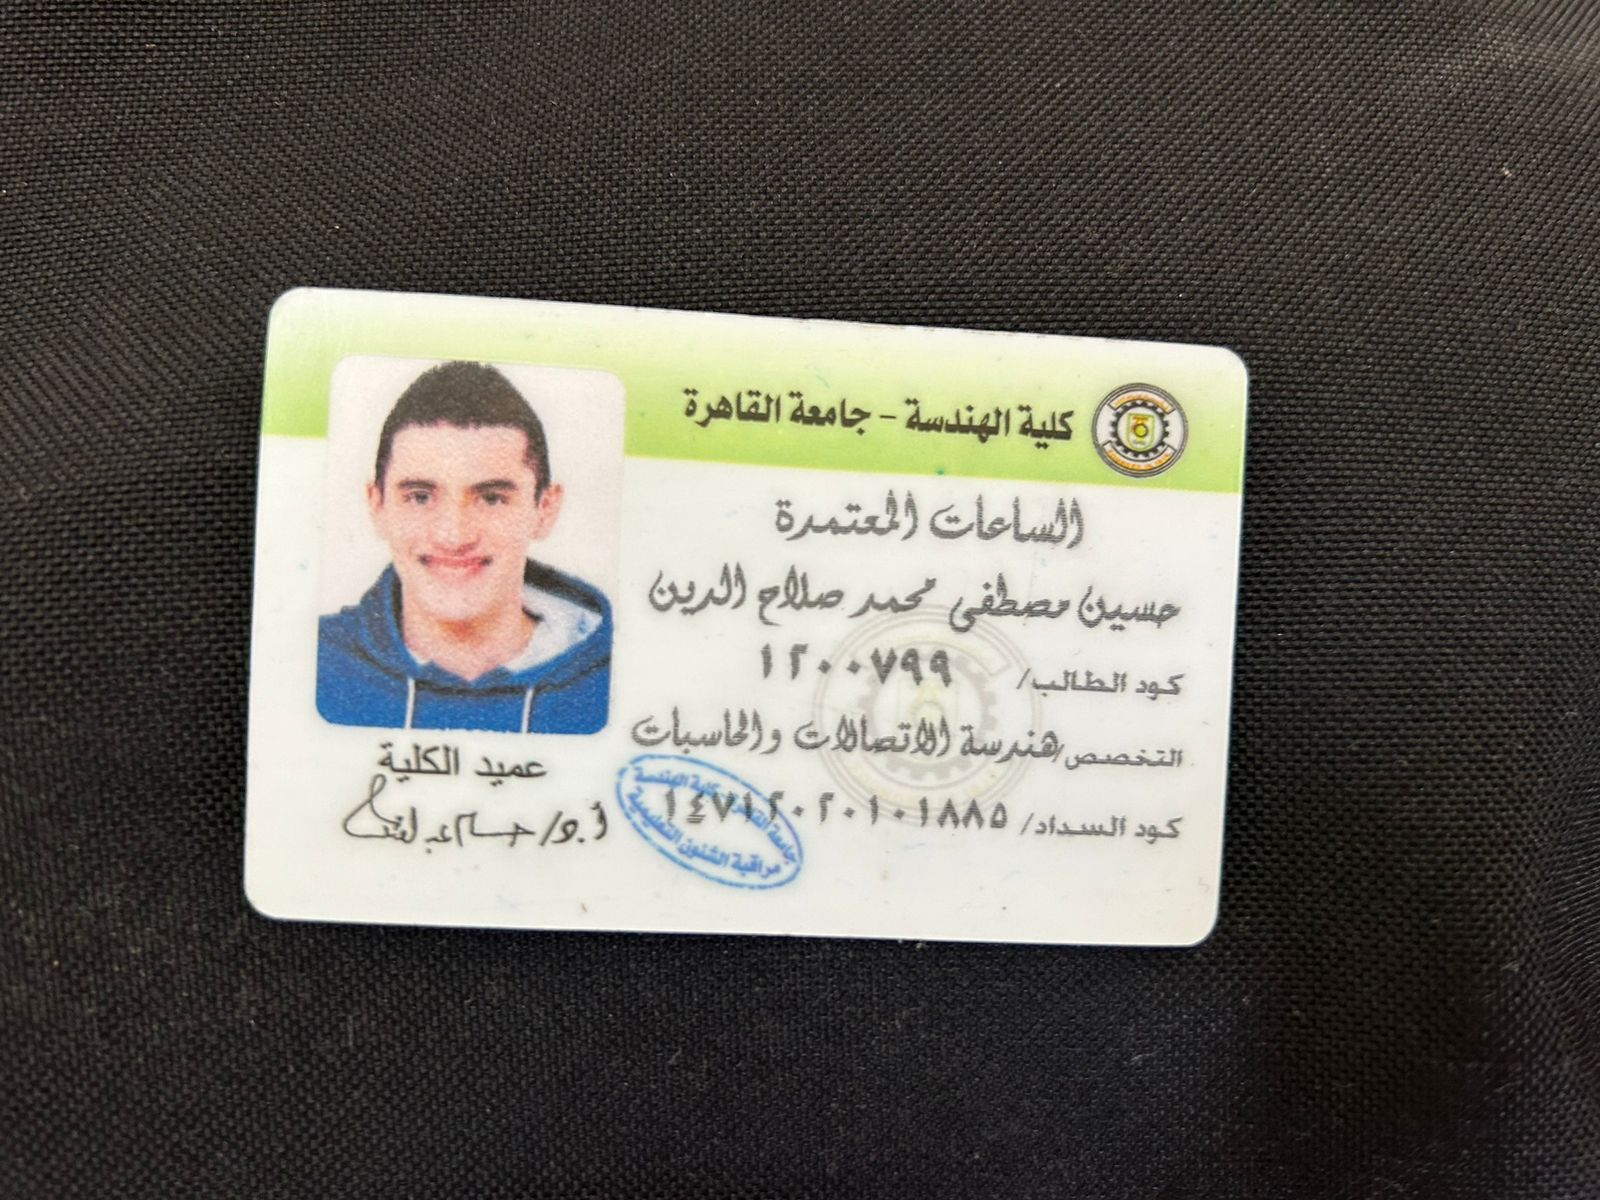 كلية الهندسة - جامعة القاهرة
الساعات المعتمدة
حسين مصطفى محمد صلاح الدين
كود الطالب/ ١٢٠٠٧٩٩
التخصص/هندسة الاتصالات والحاسبات
كود السداد/ ١٤٧١٢٠٢٠١٠١٨٨٥
عميد الكلية
أ.د/ حسام عبد الفتاح
جامعة القاهرة كلية الهندسة
مراقبة الشئون التعليمية